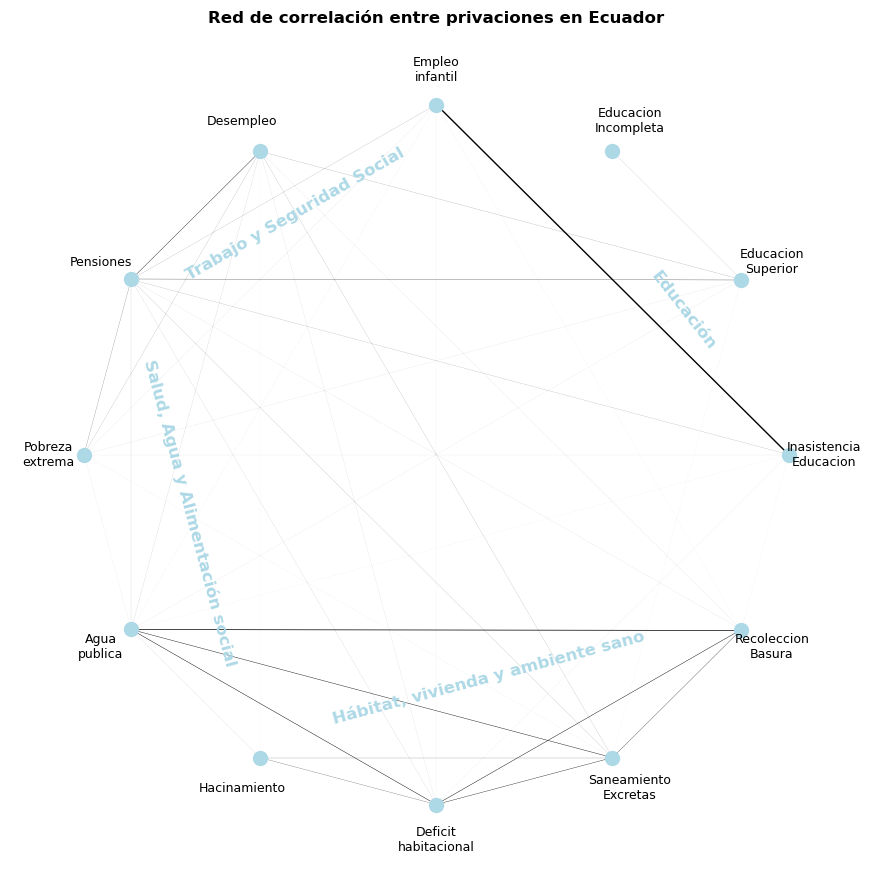 Red de correlación entre privaciones en Ecuador
Empleo
infantil
Educacion
Incompleta
Desempleo
Trabajo y Seguridad Social
Pensiones
Educacion
Superior
Educación
Salud, Agua y Alimentación social
Pobreza
extrema
Inasistencia
Educacion
Agua
publica
Recoleccion
Basura
Hábitat, vivienda y ambiente sano
Hacinamiento
Saneamiento
Excretas
Deficit
habitacional